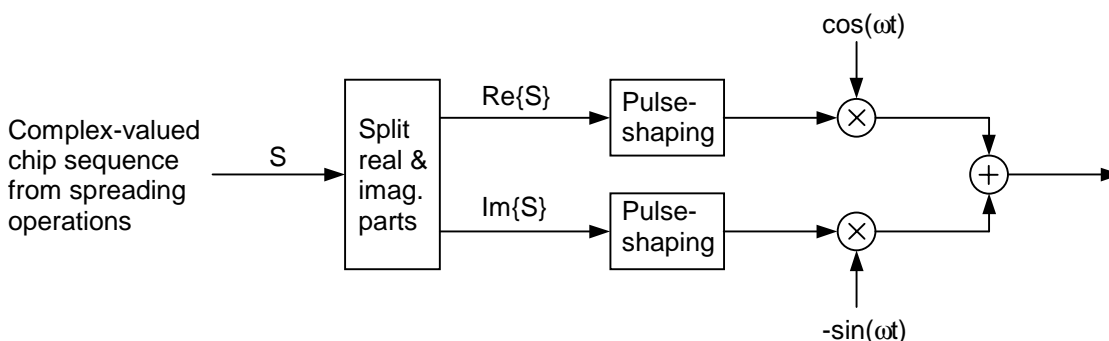 cos(ωt)
Complex-valued
chip sequence
from spreading
operations
S
Split
real &
imag.
parts
Re{S}
Im{S}
Pulse-
shaping
Pulse-
shaping
-sin(ωt)